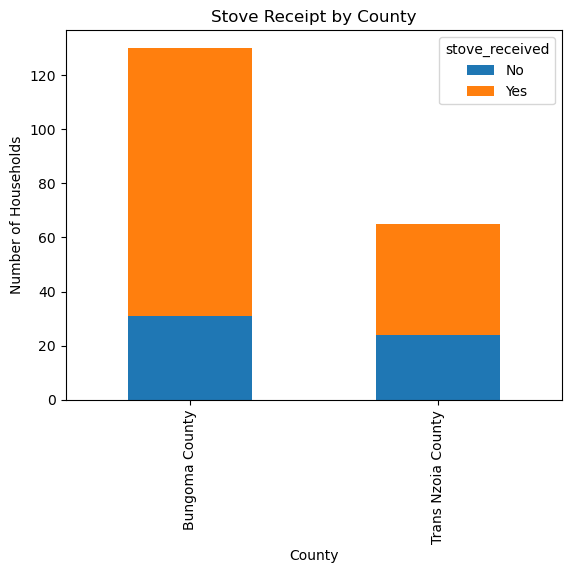 Stove Receipt by County
stove_received
No
Yes
Number of Households
120
100
80
60
40
20
0
Bungoma County
Trans Nzoia County
County